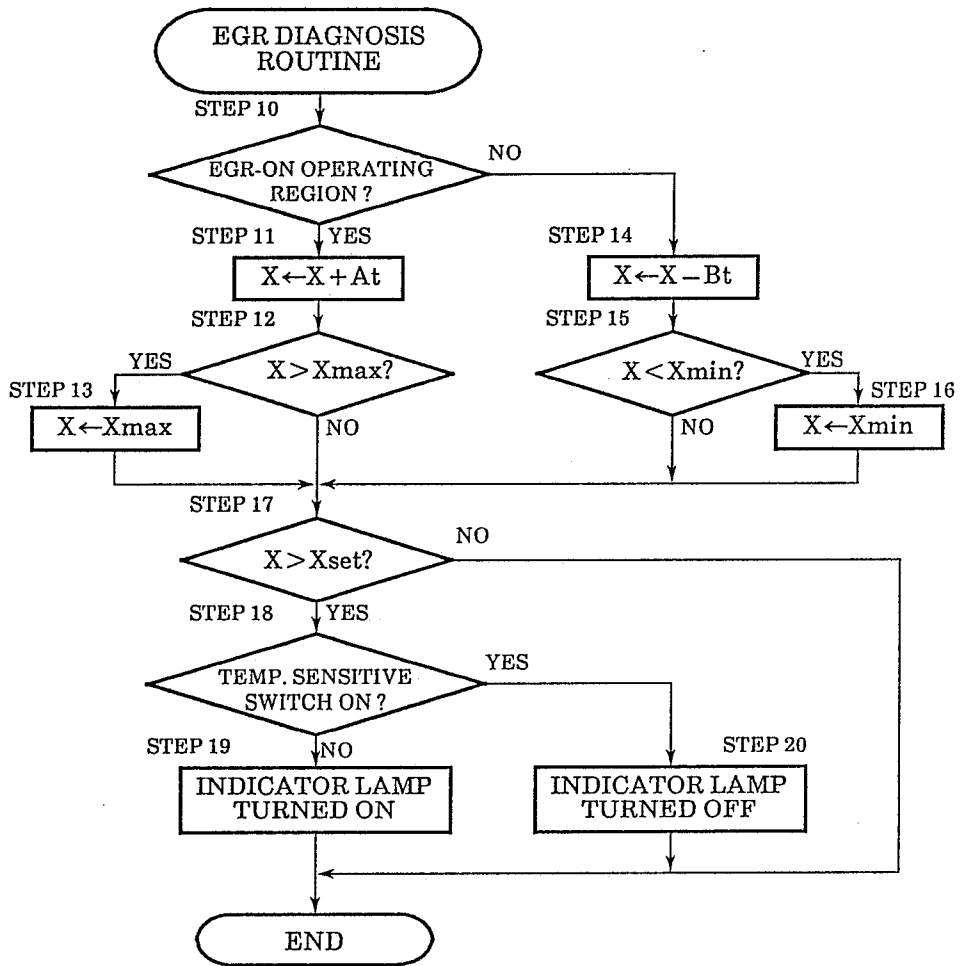 EGR DIAGNOSIS
ROUTINE
STEP 10
EGR-ON OPERATING
REGION ?
NO
STEP 11
YES
STEP 14
X←X+At
X←X−Bt
STEP 12
STEP 15
X>Xmax?
YES
X<Xmin?
YES
STEP 13
STEP 16
X←Xmax
NO
NO
X←Xmin
STEP 17
X>Xset?
NO
STEP 18
YES
TEMP. SENSITIVE
SWITCH ON ?
YES
STEP 19
NO
STEP 20
INDICATOR LAMP
TURNED ON
INDICATOR LAMP
TURNED OFF
END